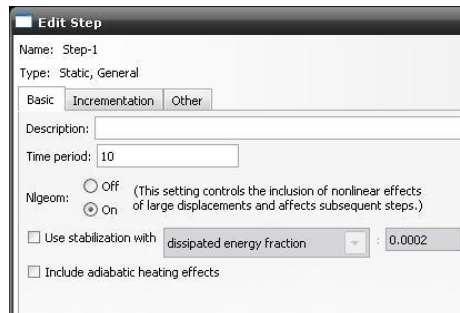 Edit Step
Name: Step-1
Type: Static, General
Basic Incrementation Other
Description:
Time period: 10
Nlgeom: Off
On
(This setting controls the inclusion of nonlinear effects
of large displacements and affects subsequent steps.)
Use stabilization with dissipated energy fraction : 0.0002
Include adiabatic heating effects